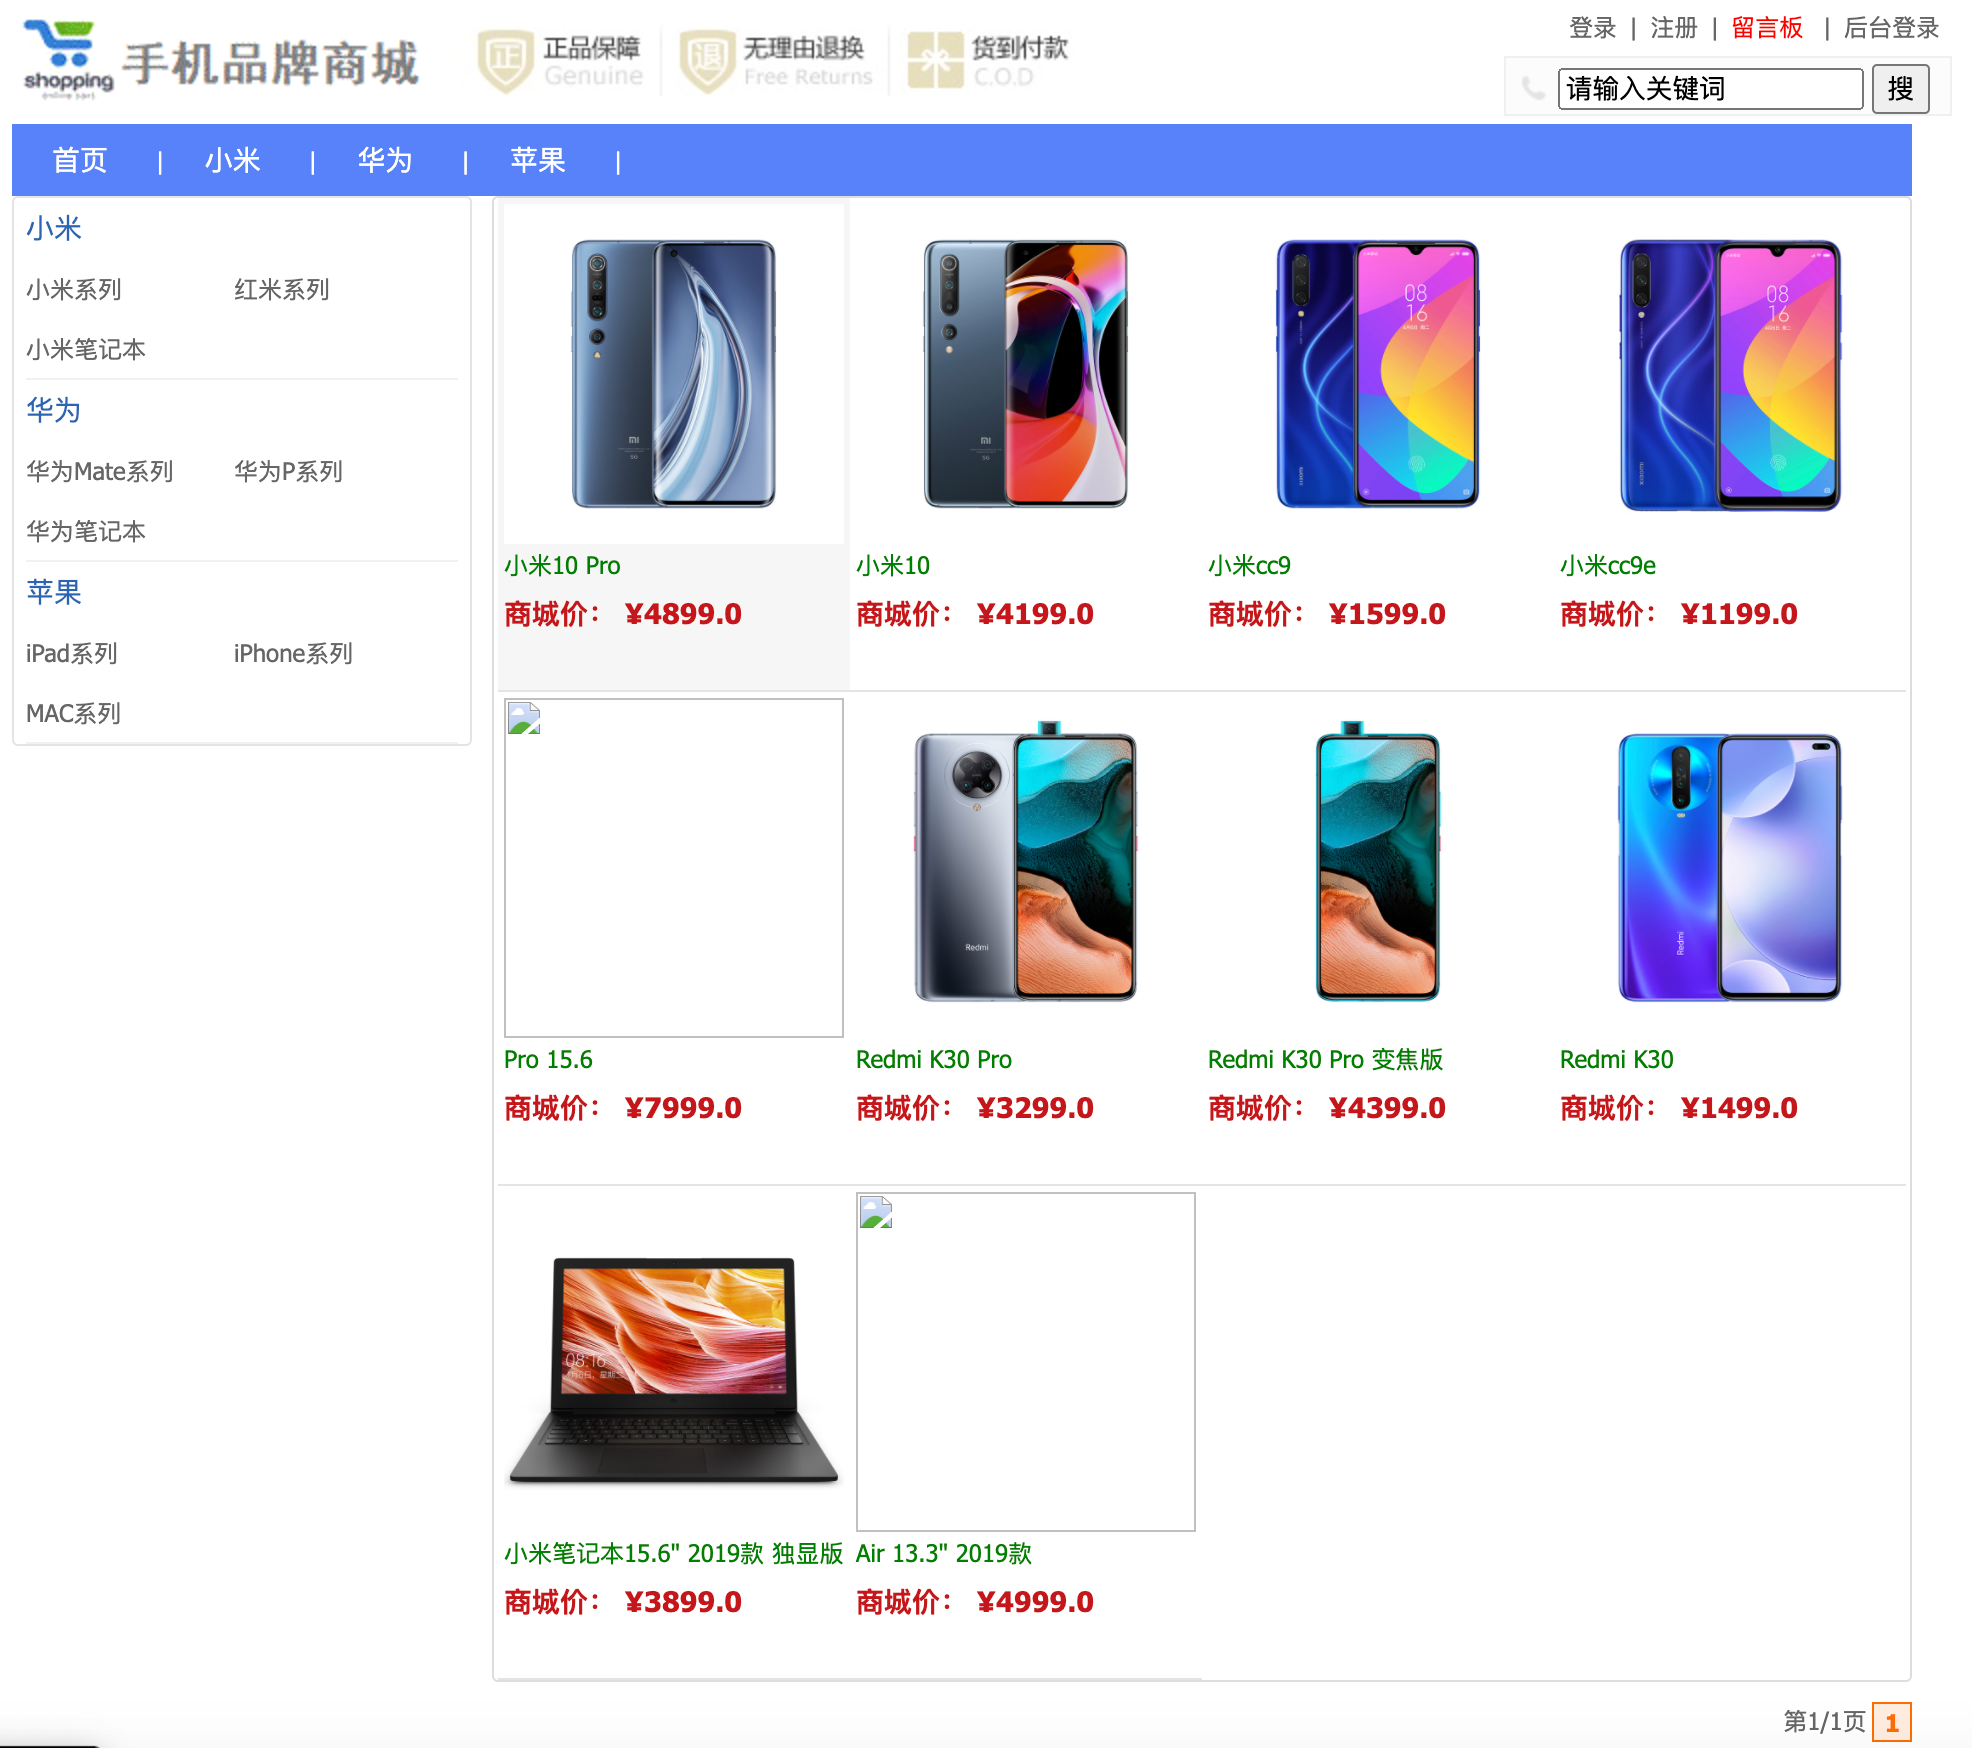 登录 | 注册 | 留言板 | 后台登录
shopping
手机品牌商城
正 正品保障
Genuine
退 无理由退换
Free Returns
货到付款
C.O.D
请输入关键词 搜
首页 | 小米 | 华为 | 苹果 |
小米
小米系列 红米系列
小米笔记本
华为
华为Mate系列 华为P系列
华为笔记本
苹果
iPad系列 iPhone系列
MAC系列
08
16
08
16
小米10 Pro 小米10 小米cc9 小米cc9e
商城价： ¥4899.0 商城价： ¥4199.0 商城价： ¥1599.0 商城价： ¥1199.0
Redmi
Redmi
Pro 15.6 Redmi K30 Pro Redmi K30 Pro 变焦版 Redmi K30
商城价： ¥7999.0 商城价： ¥3299.0 商城价： ¥4399.0 商城价： ¥1499.0
08:16
小米笔记本15.6" 2019款 独显版 Air 13.3" 2019款
商城价： ¥3899.0 商城价： ¥4999.0
第1/1页 1